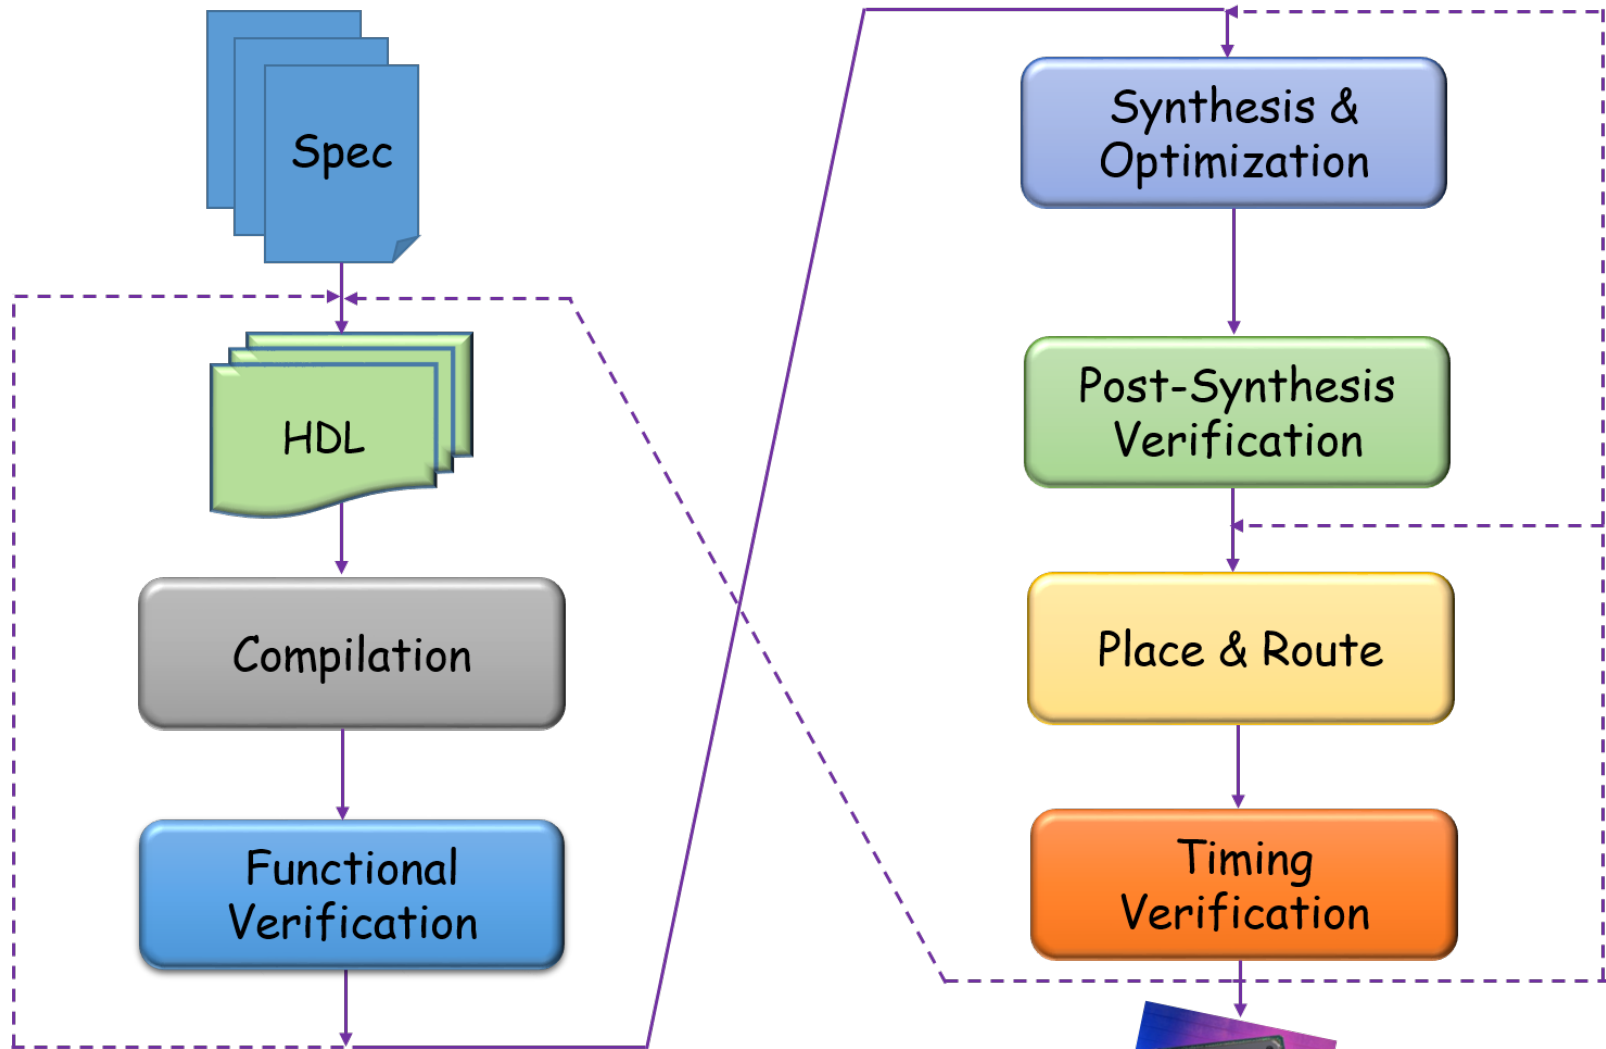 Spec
HDL
Compilation
Functional
Verification
Synthesis &
Optimization
Post-Synthesis
Verification
Place & Route
Timing
Verification